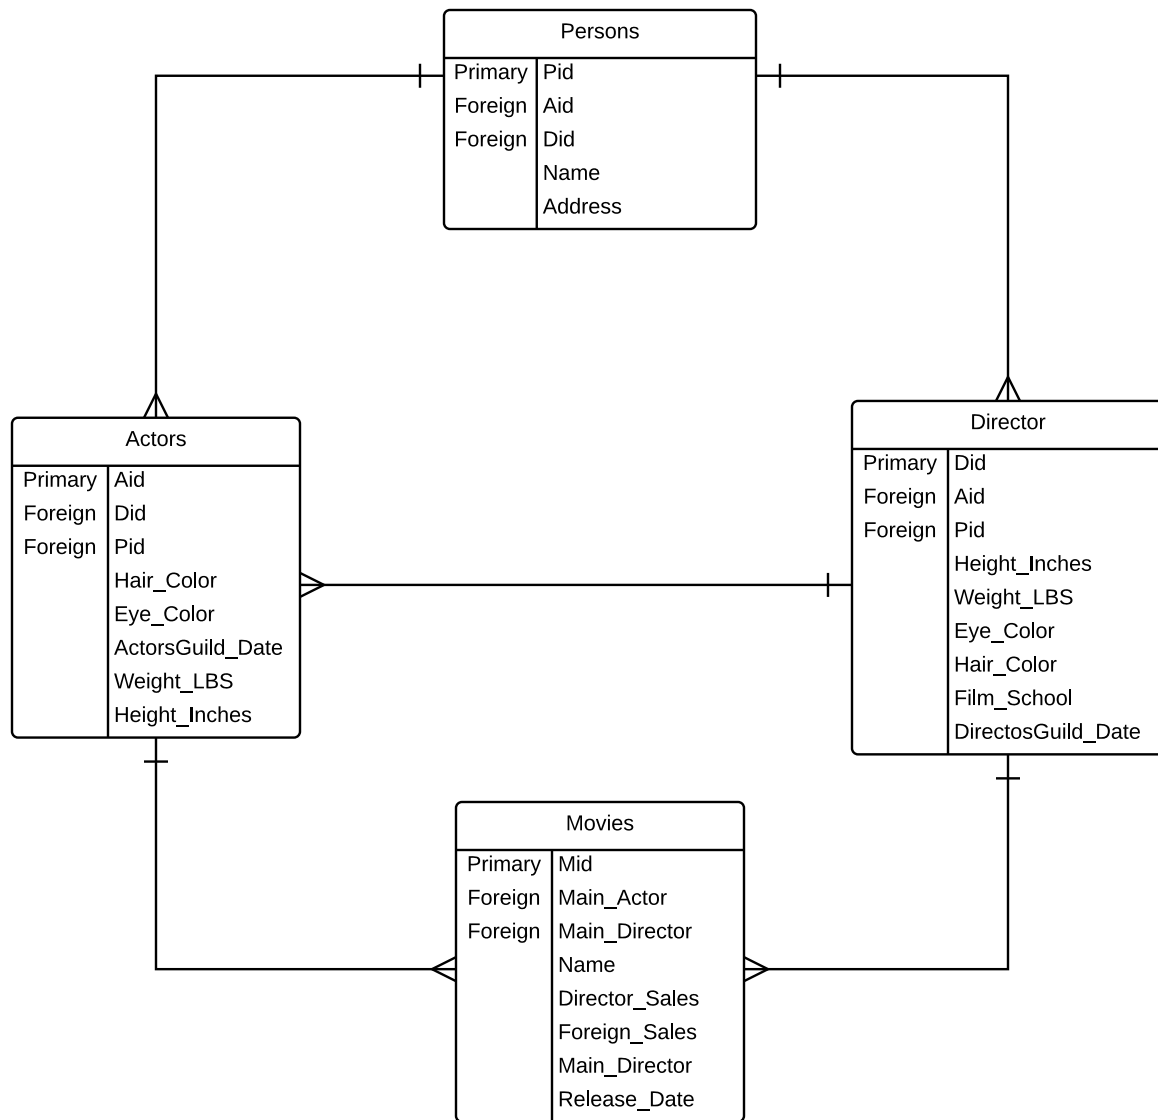 Persons
Primary Pid
Foreign Aid
Foreign Did
Name
Address
Actors
Primary Aid
Foreign Did
Foreign Pid
Hair_Color
Eye_Color
ActorsGuild_Date
Weight_LBS
Height_Inches
Director
Primary Did
Foreign Aid
Foreign Pid
Height_Inches
Weight_LBS
Eye_Color
Hair_Color
Film_School
DirectosGuild_Date
Movies
Primary Mid
Foreign Main_Actor
Foreign Main_Director
Name
Director_Sales
Foreign_Sales
Main_Director
Release_Date